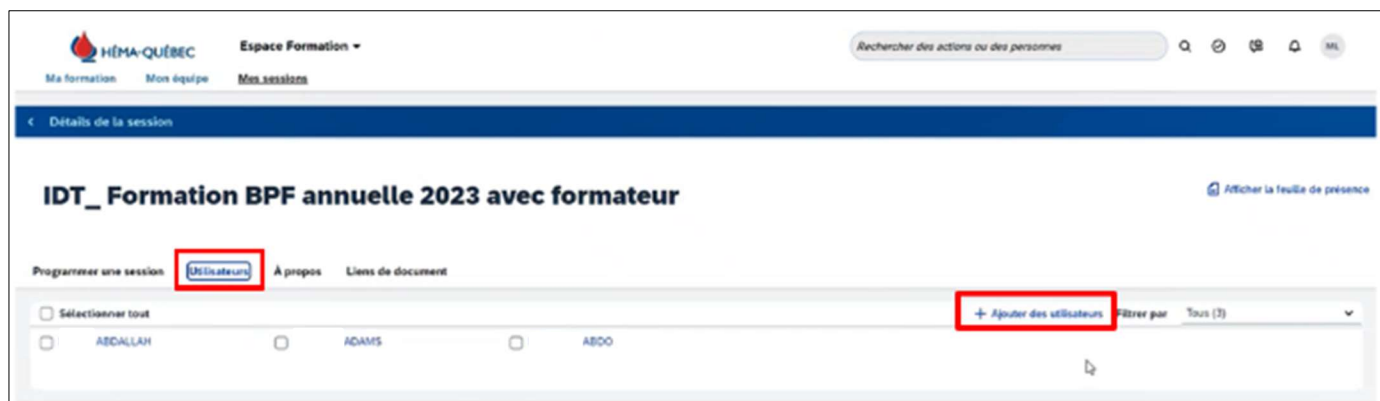 HÉMA-QUÉBEC Espace Formation Rechercher des actions ou des personnes ML
Ma formation Mon équipe Mes sessions
Détails de la session
IDT_ Formation BPF annuelle 2023 avec formateur Afficher la feuille de présence
Programmer une session Utilisateurs À propos Liens de document
Sélectionner tout + Ajouter des utilisateurs Filtrer par Tous (3)
ABDALLAH ADAMS ABDO